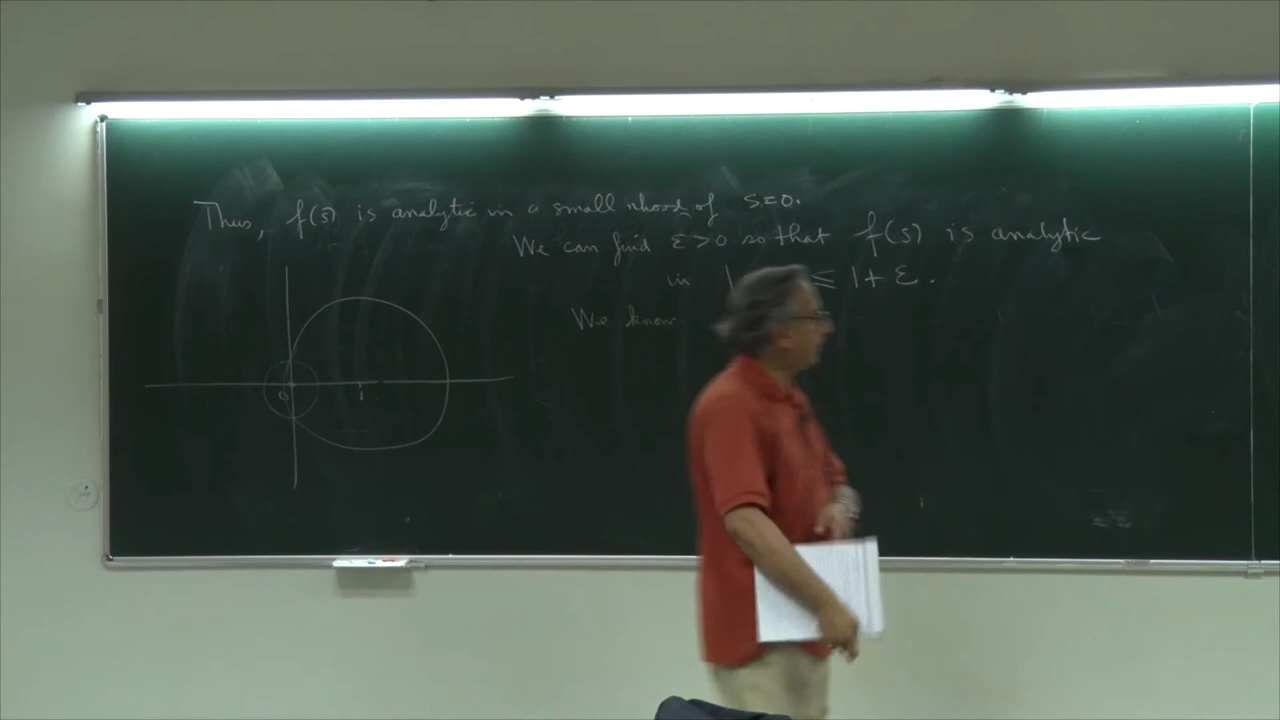 Thus, f(s) is analytic in a small nhood of s=0.
We can find ε>0 so that f(s) is analytic
in | ≤ 1+ε.
We know
0 1